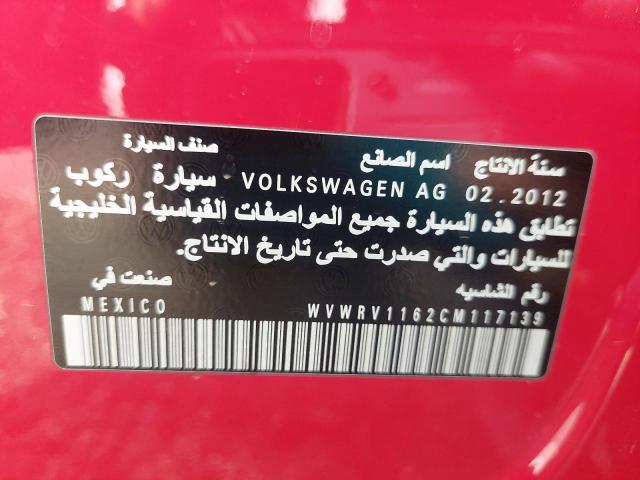 سنة الانتاج اسم الصانع صنف السيارة
02.2012 VOLKSWAGEN AG سيارة ركوب
تطابق هذه السيارة جميع المواصفات القياسية الخليجية
للسيارات والتي صدرت حتى تاريخ الانتاج.
رقم الشاسيه صنعت في
WVWRV1162CM117139 MEXICO